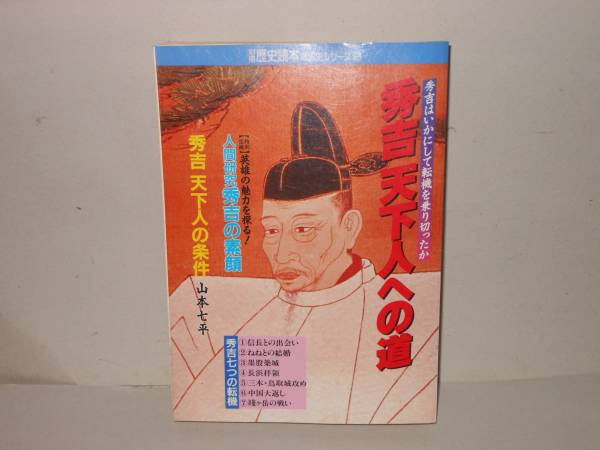 別冊歴史読本
秀吉はいかにして転機を乗り切ったか
秀吉 天下人への道
英雄の魅力を探る!
人間研究 秀吉の素顔
秀吉 天下人の条件
山本七平
秀吉七つの転機
①信長との出会い
②ねねとの結婚
③墨股築城
④長浜拝領
⑤三木・鳥取城攻め
⑥中国大返し
⑦賤ヶ岳の戦い